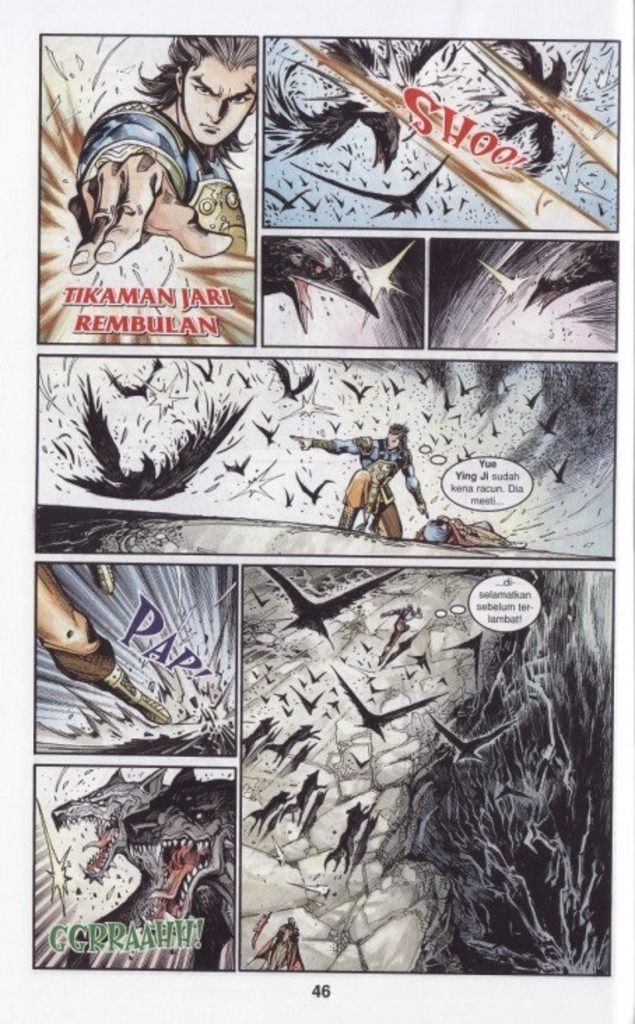 TIKAMAN JARI
REMBULAN
SHOO!
Yue
Ying Ji sudah
kena racun. Dia
mesti...
PAP!
...di-
selamatkan
sebelum ter-
lambat!
GGRRAAHH!
46